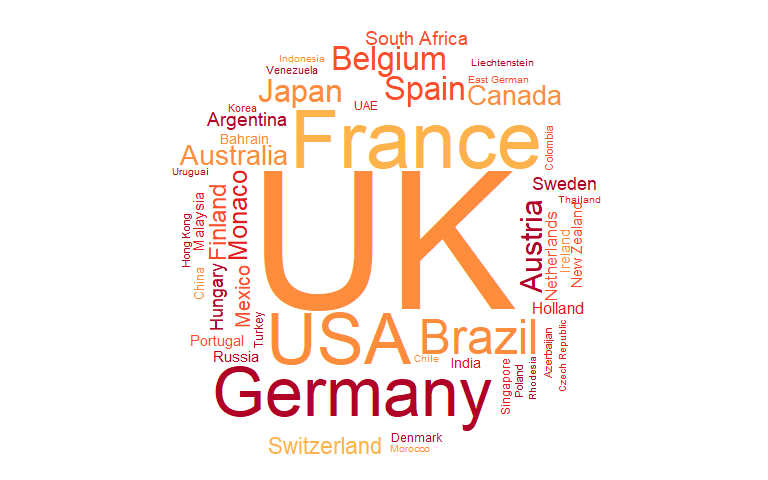 South Africa
Indonesia
Belgium
Liechtenstein
Venezuela
East German
Japan
Spain
Canada
Korea
UAE
Argentina
France
Bahrain
Colombia
Australia
Uruguai
UK
Sweden
Thailand
Hong Kong
Malaysia
Finland
Monaco
Austria
Netherlands
Ireland
New Zealand
China
Hungary
Mexico
Holland
Turkey
USA
Brazil
Portugal
Russia
Chile
India
Singapore
Poland
Rhodesia
Azerbaijan
Czech Republic
Germany
Switzerland
Denmark
Morocco